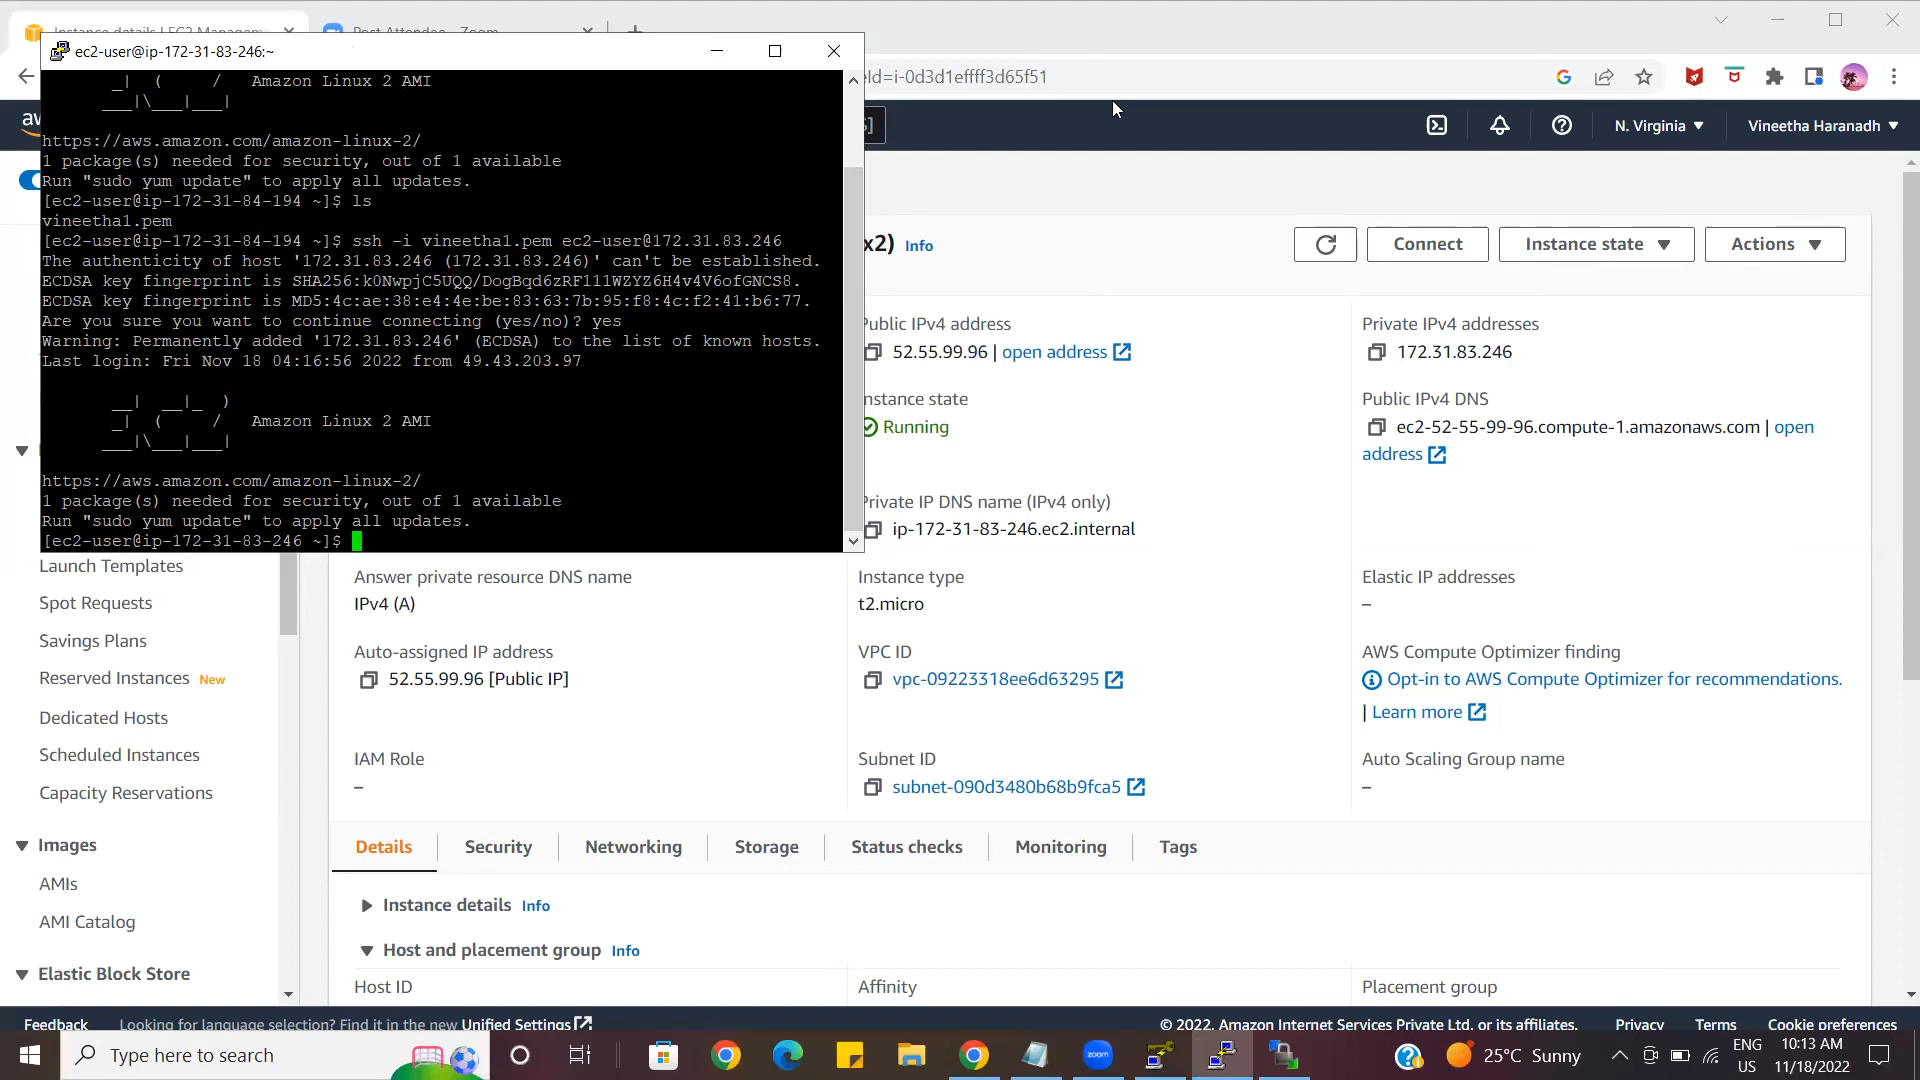 Post Attendee - Zoom
ec2-user@ip-172-31-83-246:~
eId=i-0d3d1effff3d65f51
_|  (     /   Amazon Linux 2 AMI
___|\___|___|
https://aws.amazon.com/amazon-linux-2/
1 package(s) needed for security, out of 1 available
Run "sudo yum update" to apply all updates.
[ec2-user@ip-172-31-84-194 ~]$ ls
vineetha1.pem
[ec2-user@ip-172-31-84-194 ~]$ ssh -i vineetha1.pem ec2-user@172.31.83.246
The authenticity of host '172.31.83.246 (172.31.83.246)' can't be established.
ECDSA key fingerprint is SHA256:k0NwpjC5UQQ/DogBqd6zRF111WZYZ6H4v4V6ofGNCS8.
ECDSA key fingerprint is MD5:4c:ae:38:e4:4e:be:83:63:7b:95:f8:4c:f2:41:b6:77.
Are you sure you want to continue connecting (yes/no)? yes
Warning: Permanently added '172.31.83.246' (ECDSA) to the list of known hosts.
Last login: Fri Nov 18 04:16:56 2022 from 49.43.203.97
__|  __|_  )
_|  (     /   Amazon Linux 2 AMI
___|\___|___|
https://aws.amazon.com/amazon-linux-2/
1 package(s) needed for security, out of 1 available
Run "sudo yum update" to apply all updates.
[ec2-user@ip-172-31-83-246 ~]$
N. Virginia
Vineetha Haranadh
x2) Info
Connect
Instance state
Actions
Public IPv4 address
52.55.99.96 | open address
Private IPv4 addresses
172.31.83.246
Instance state
Running
Public IPv4 DNS
ec2-52-55-99-96.compute-1.amazonaws.com | open
address
Private IP DNS name (IPv4 only)
ip-172-31-83-246.ec2.internal
Answer private resource DNS name
IPv4 (A)
Instance type
t2.micro
Elastic IP addresses
–
Auto-assigned IP address
52.55.99.96 [Public IP]
VPC ID
vpc-09223318ee6d63295
AWS Compute Optimizer finding
Opt-in to AWS Compute Optimizer for recommendations.
| Learn more
IAM Role
–
Subnet ID
subnet-090d3480b68b9fca5
Auto Scaling Group name
–
Launch Templates
Spot Requests
Savings Plans
Reserved Instances New
Dedicated Hosts
Scheduled Instances
Capacity Reservations
Images
AMIs
AMI Catalog
Elastic Block Store
Details
Security
Networking
Storage
Status checks
Monitoring
Tags
Instance details Info
Host and placement group Info
Host ID
Affinity
Placement group
Feedback
Looking for language selection? Find it in the new Unified Settings
© 2022, Amazon Internet Services Private Ltd. or its affiliates.
Privacy
Terms
Cookie preferences
Type here to search
zoom
25°C Sunny
ENG
US
10:13 AM
11/18/2022